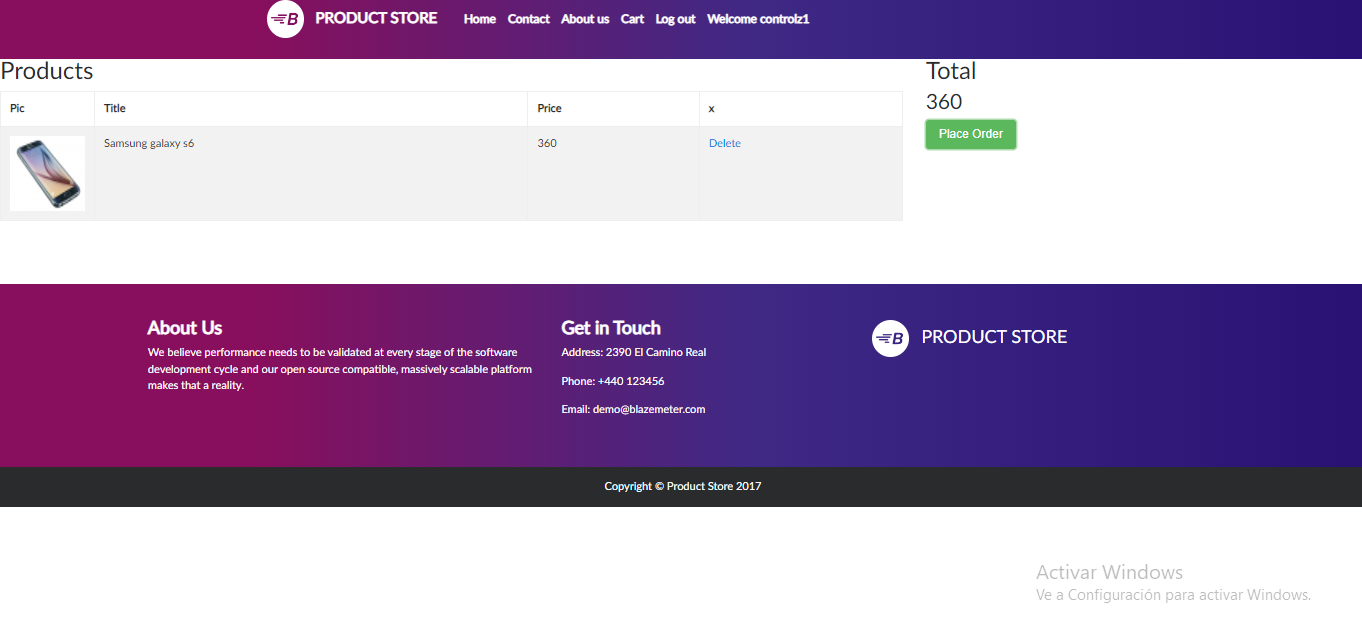 B PRODUCT STORE Home Contact About us Cart Log out Welcome controlz1
Products
Total
Pic Title Price x
360
Samsung galaxy s6 360 Delete
Place Order
About Us
We believe performance needs to be validated at every stage of the software
development cycle and our open source compatible, massively scalable platform
makes that a reality.
Get in Touch
Address: 2390 El Camino Real
Phone: +440 123456
Email: demo@blazemeter.com
B PRODUCT STORE
Copyright © Product Store 2017
Activar Windows
Ve a Configuración para activar Windows.